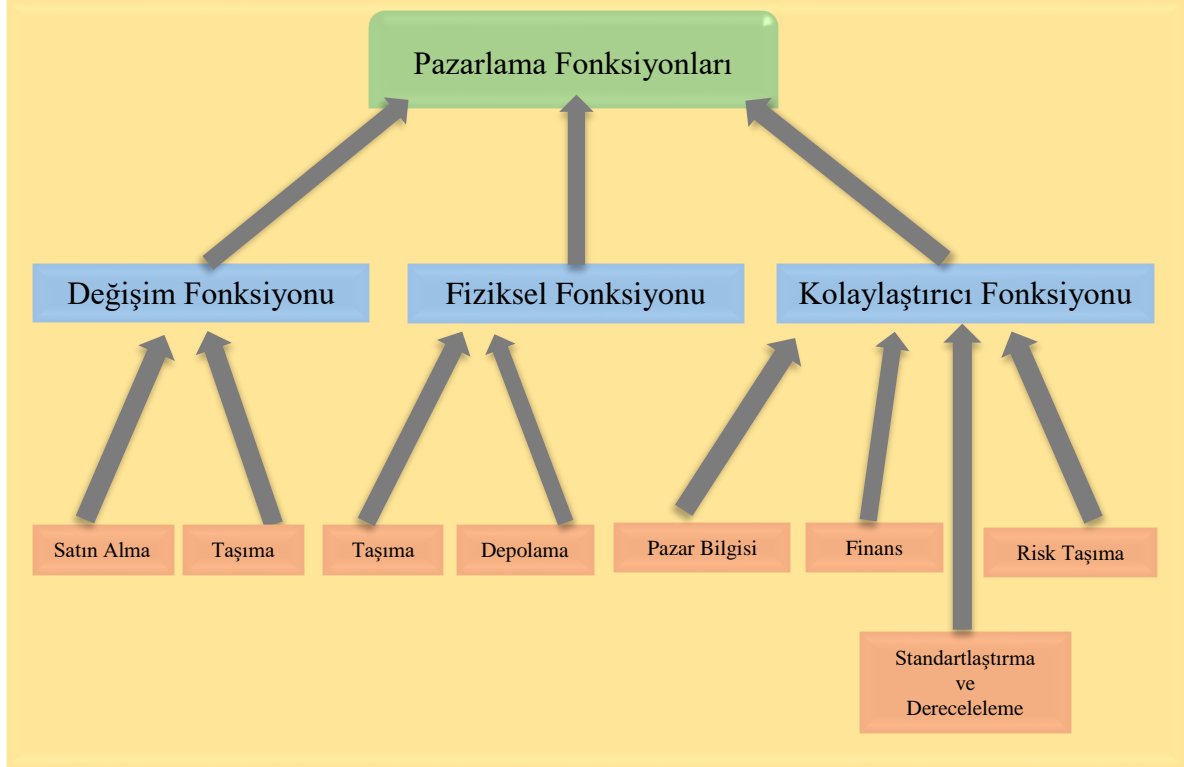 Pazarlama Fonksiyonları
Değişim Fonksiyonu
Fiziksel Fonksiyonu
Kolaylaştırıcı Fonksiyonu
Satın Alma
Taşıma
Taşıma
Depolama
Pazar Bilgisi
Finans
Risk Taşıma
Standartlaştırma
ve
Dereceleleme